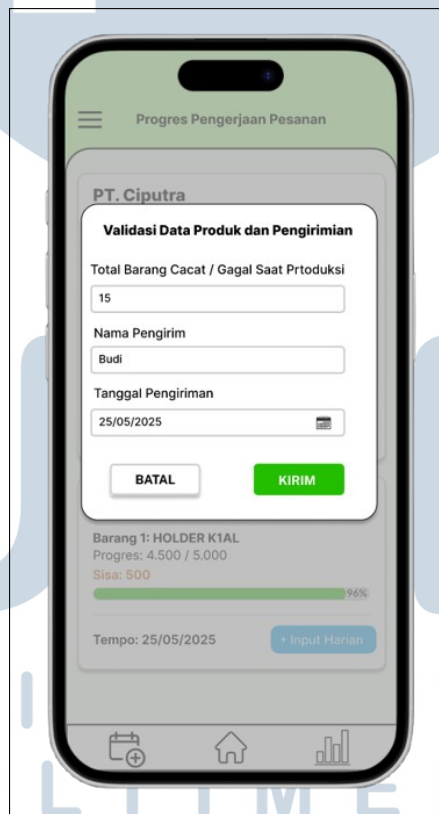 Progres Pengerjaan Pesanan
PT. Ciputra
Validasi Data Produk dan Pengirimian
Total Barang Cacat / Gagal Saat Prtoduksi
15
Nama Pengirim
Budi
Tanggal Pengiriman
25/05/2025
BATAL
KIRIM
Barang 1: HOLDER K1AL
Progres: 4.500 / 5.000
Sisa: 500
96%
Tempo: 25/05/2025
+ Input Harian